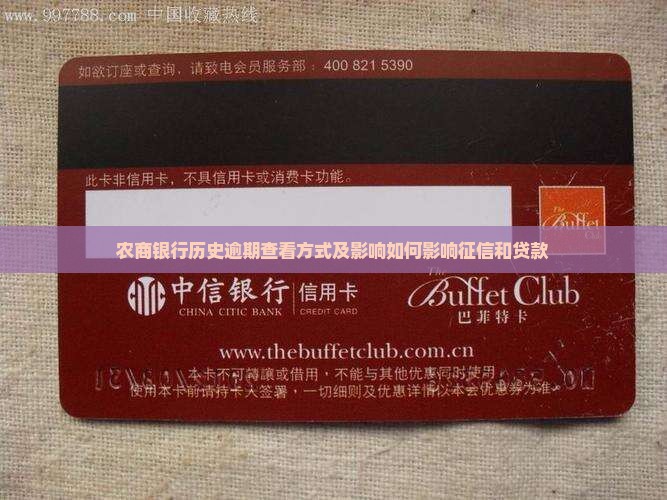 www.997788.com 中国收藏热线
如欲订座或查询，请致电会员服务部：400 821 5390
此卡非信用卡，不具信用卡或消费卡功能。
The
Buffet
Club
农商银行历史逾期查看方式及影响如何影响征信和贷款
中信银行 信用卡
CHINA CITIC BANK CREDIT CARD
The
Buffet Club
巴菲特卡
www.thebuffetclub.com.cn
本卡不可转讓或借用，不能与其他优惠同时使用，
使用本卡前请持卡人签署，一切细则及优惠详情以本会优惠券为准。